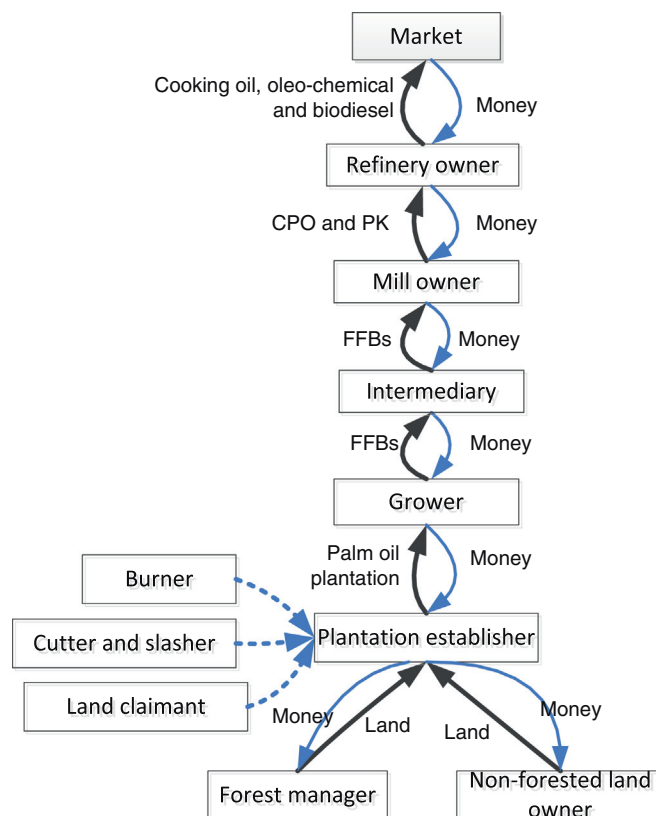 Market
Cooking oil, oleo-chemical
and biodiesel
Money
Refinery owner
CPO and PK
Money
Mill owner
FFBs
Money
Intermediary
FFBs
Money
Grower
Palm oil
plantation
Money
Burner
Cutter and slasher
Plantation establisher
Land claimant
Money
Land
Land
Money
Forest manager
Non-forested land
owner